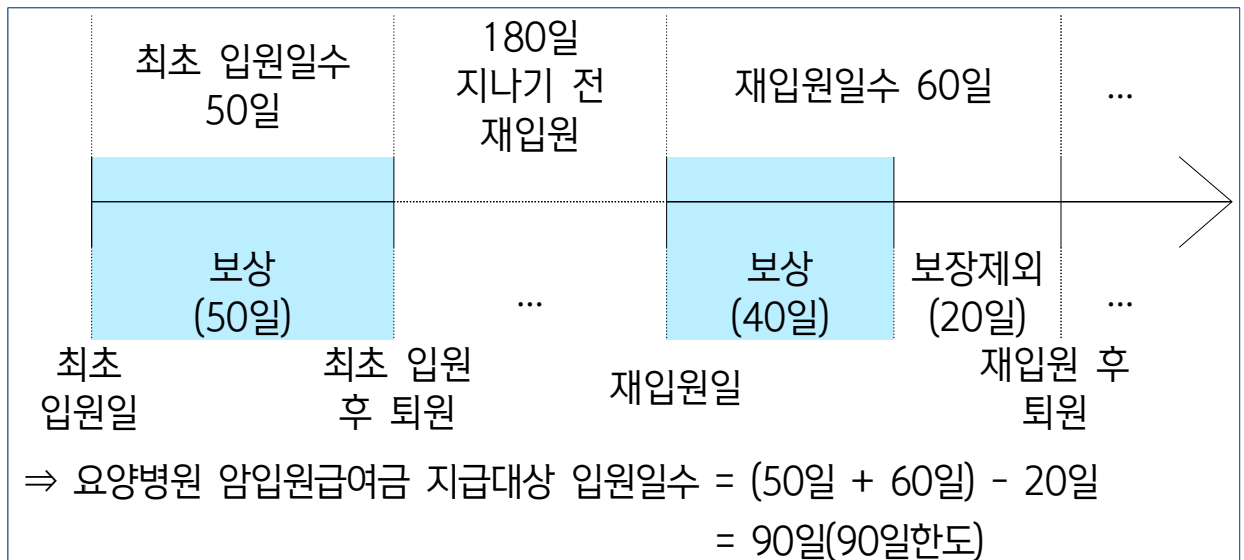 최초 입원일수
50일
180일
지나기 전
재입원
재입원일수 60일
...
보상
(50일)
...
보상
(40일)
보장제외
(20일)
...
최초
입원일
최초 입원
후 퇴원
재입원일
재입원 후
퇴원
⇒ 요양병원 암입원급여금 지급대상 입원일수 = (50일 + 60일) - 20일
= 90일(90일한도)